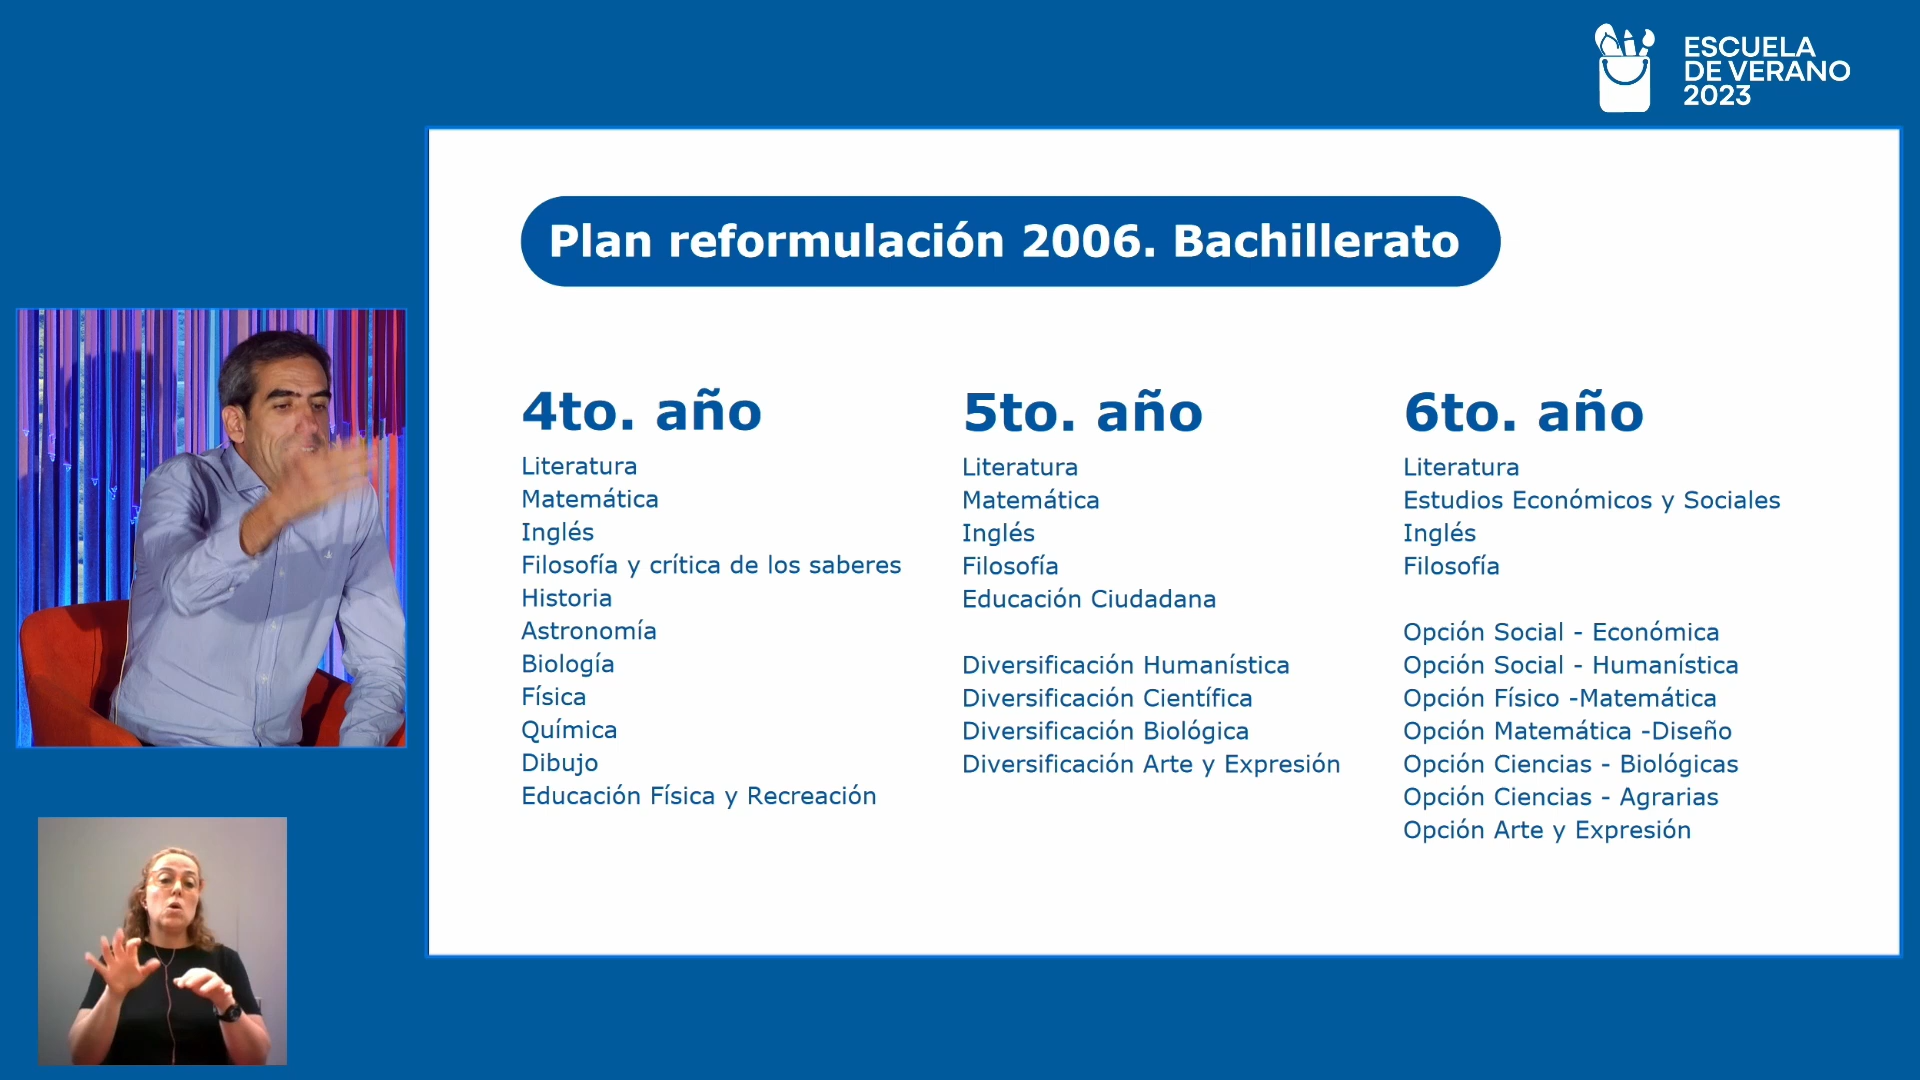 ESCUELA
DE VERANO
2023
Plan reformulación 2006. Bachillerato
4to. año
Literatura
Matemática
Inglés
Filosofía y crítica de los saberes
Historia
Astronomía
Biología
Física
Química
Dibujo
Educación Física y Recreación
5to. año
Literatura
Matemática
Inglés
Filosofía
Educación Ciudadana
Diversificación Humanística
Diversificación Científica
Diversificación Biológica
Diversificación Arte y Expresión
6to. año
Literatura
Estudios Económicos y Sociales
Inglés
Filosofía
Opción Social - Económica
Opción Social - Humanística
Opción Físico -Matemática
Opción Matemática -Diseño
Opción Ciencias - Biológicas
Opción Ciencias - Agrarias
Opción Arte y Expresión